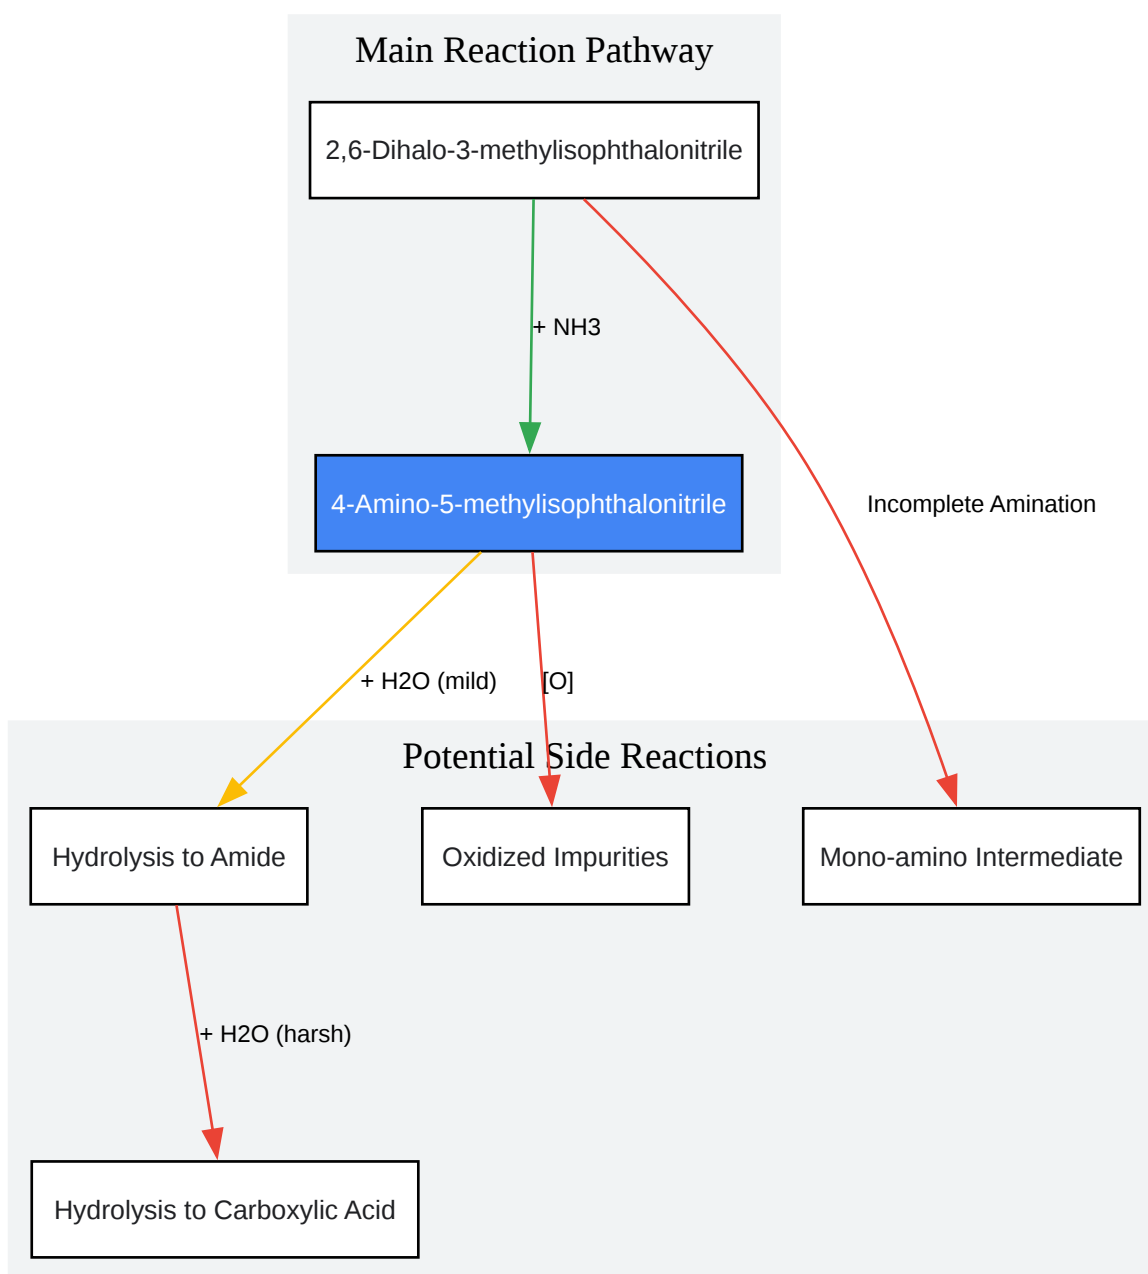 Main Reaction Pathway
2,6-Dihalo-3-methylisophthalonitrile
+ NH3
4-Amino-5-methylisophthalonitrile
Incomplete Amination
+ H2O (mild)
[O]
Potential Side Reactions
Hydrolysis to Amide
Oxidized Impurities
Mono-amino Intermediate
+ H2O (harsh)
Hydrolysis to Carboxylic Acid